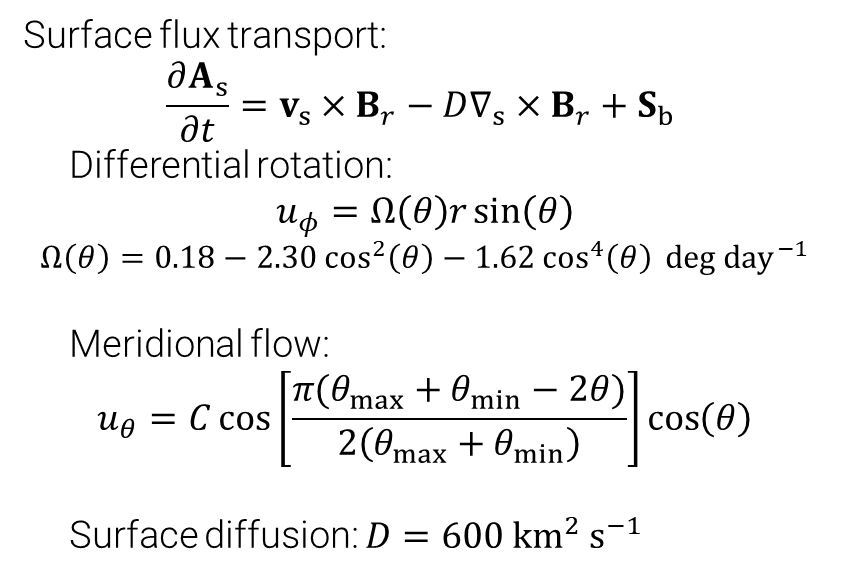 Surface flux transport:
∂A_s/∂t = v_s × B_r − D∇_s × B_r + S_b
Differential rotation:
u_ϕ = Ω(θ)r sin(θ)
Ω(θ) = 0.18 − 2.30 cos²(θ) − 1.62 cos⁴(θ) deg day⁻¹
Meridional flow:
u_θ = C cos[π(θ_max + θ_min − 2θ)/2(θ_max + θ_min)] cos(θ)
Surface diffusion: D = 600 km² s⁻¹